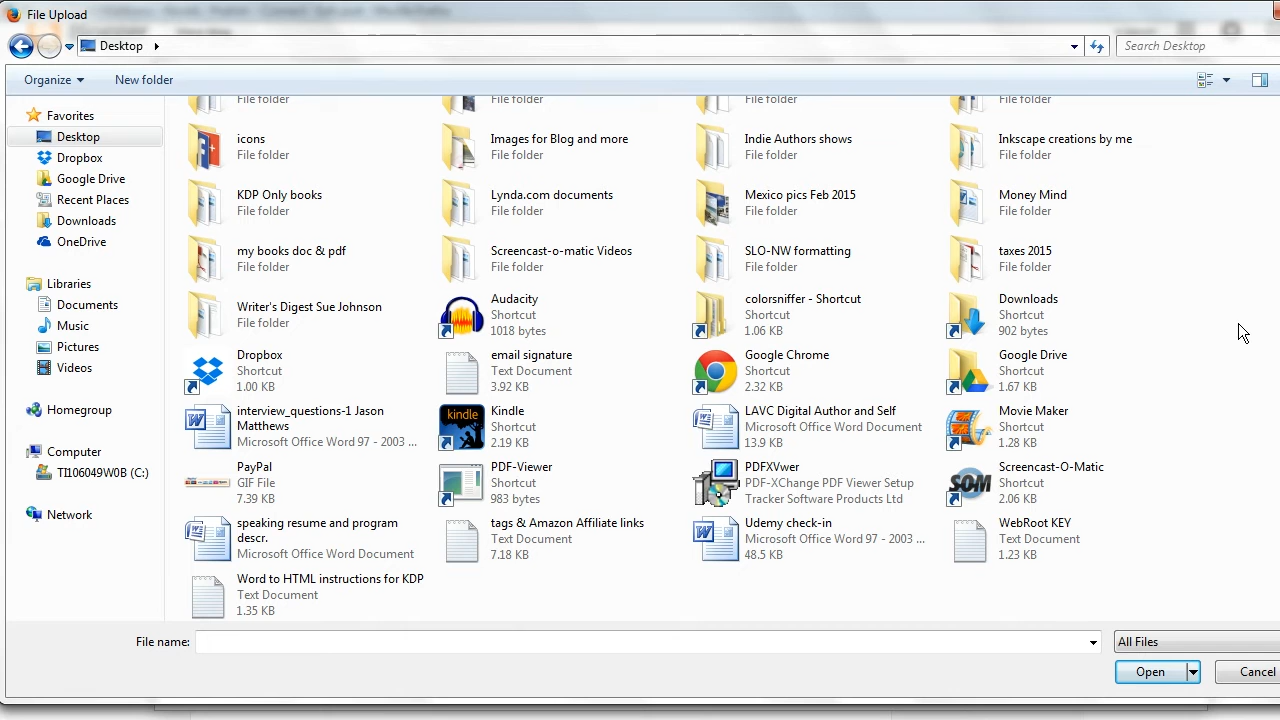 File Upload
Desktop
Search Desktop
Organize
New folder
Favorites
Desktop
Dropbox
Google Drive
Recent Places
Downloads
OneDrive
Libraries
Documents
Music
Pictures
Videos
Homegroup
Computer
TI106049W0B (C:)
Network
File folder
File folder
File folder
File folder
icons
File folder
Images for Blog and more
File folder
Indie Authors shows
File folder
Inkscape creations by me
File folder
KDP Only books
File folder
Lynda.com documents
File folder
Mexico pics Feb 2015
File folder
Money Mind
File folder
my books doc & pdf
File folder
Screencast-o-matic Videos
File folder
SLO-NW formatting
File folder
taxes 2015
File folder
Writer's Digest Sue Johnson
File folder
Audacity
Shortcut
1018 bytes
colorsniffer - Shortcut
Shortcut
1.06 KB
Downloads
Shortcut
902 bytes
Dropbox
Shortcut
1.00 KB
email signature
Text Document
3.92 KB
Google Chrome
Shortcut
2.32 KB
Google Drive
Shortcut
1.67 KB
interview_questions-1 Jason
Matthews
Microsoft Office Word 97 - 2003 ...
kindle
Kindle
Shortcut
2.19 KB
LAVC Digital Author and Self
Microsoft Office Word Document
13.9 KB
Movie Maker
Shortcut
1.28 KB
PayPal
GIF File
7.39 KB
PDF-Viewer
Shortcut
983 bytes
PDFXVwer
PDF-XChange PDF Viewer Setup
Tracker Software Products Ltd
SOM
Screencast-O-Matic
Shortcut
2.06 KB
speaking resume and program
descr.
Microsoft Office Word Document
tags & Amazon Affiliate links
Text Document
7.18 KB
Udemy check-in
Microsoft Office Word 97 - 2003 ...
48.5 KB
WebRoot KEY
Text Document
1.23 KB
Word to HTML instructions for KDP
Text Document
1.35 KB
File name:
All Files
Open
Cancel